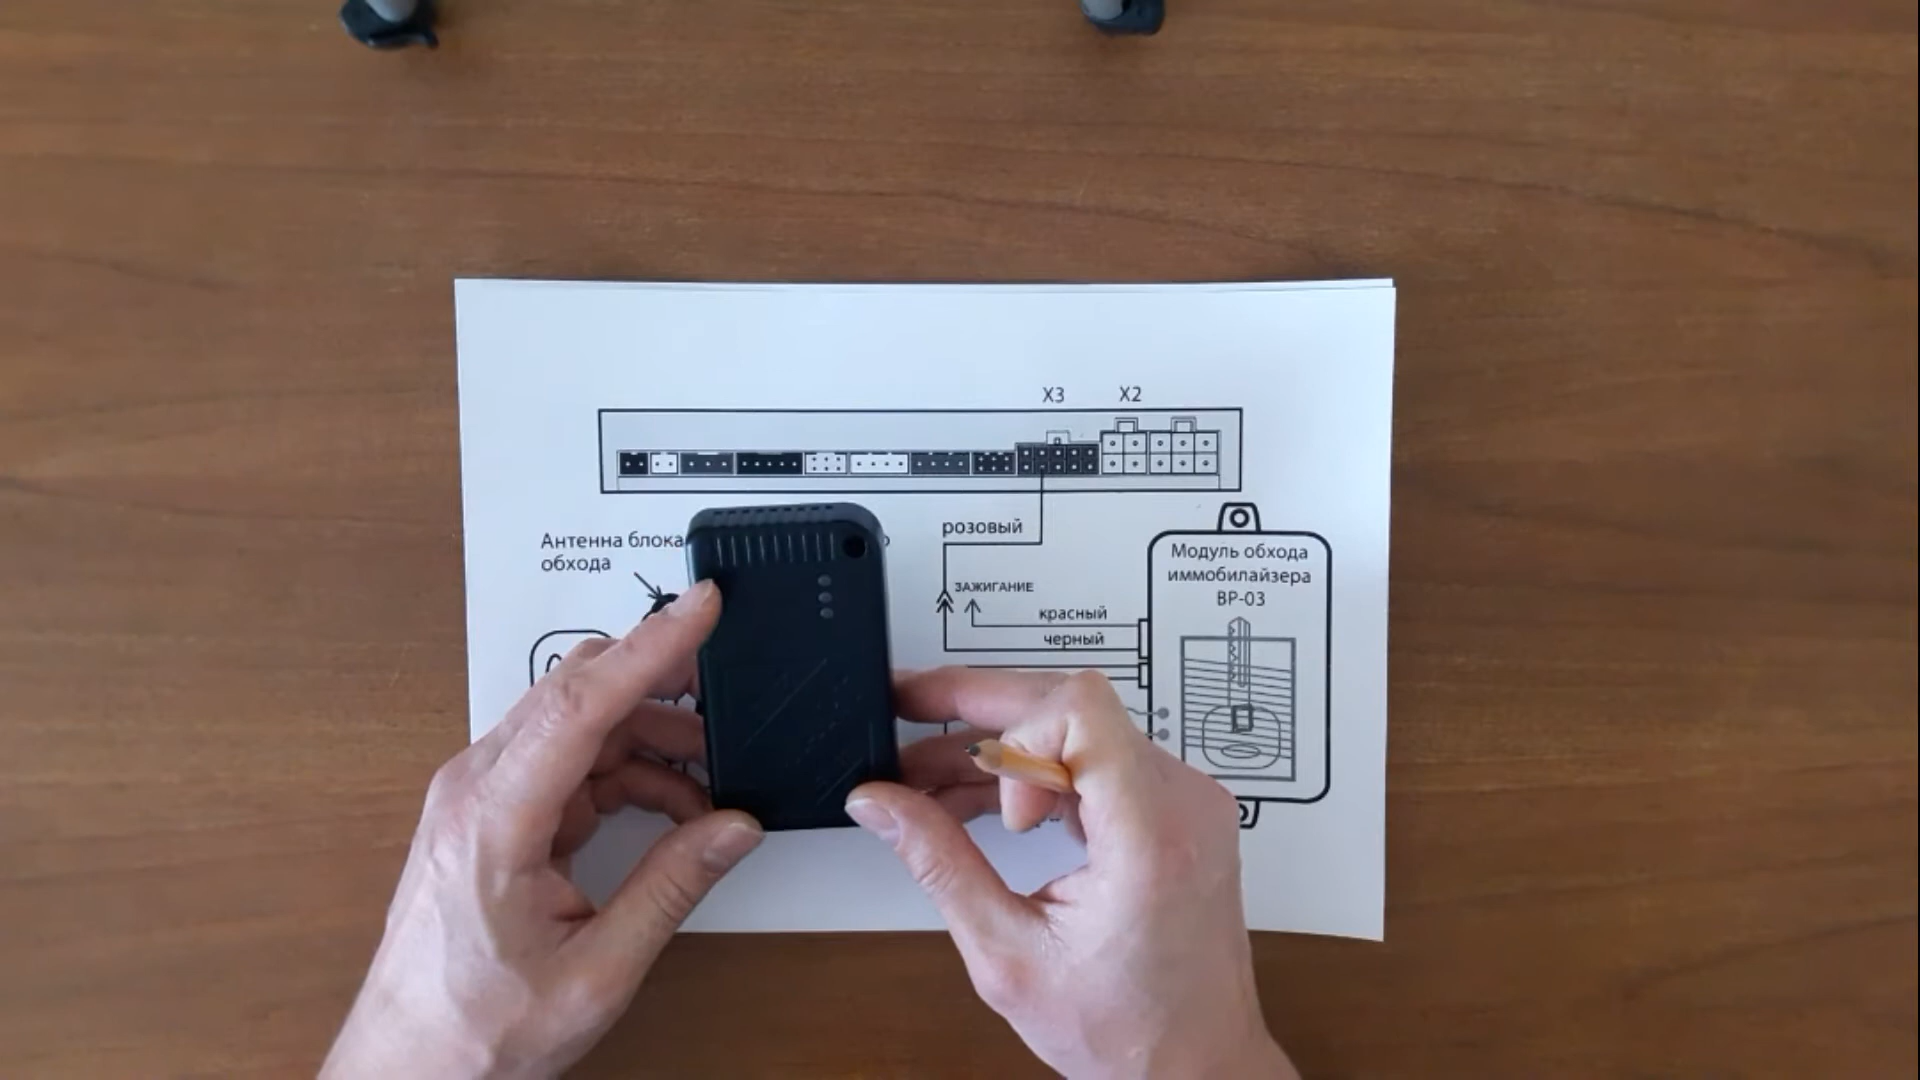 X3 X2
Антенна блока
обхода
розовый
ЗАЖИГАНИЕ
красный
черный
Модуль обхода
иммобилайзера
BP-03